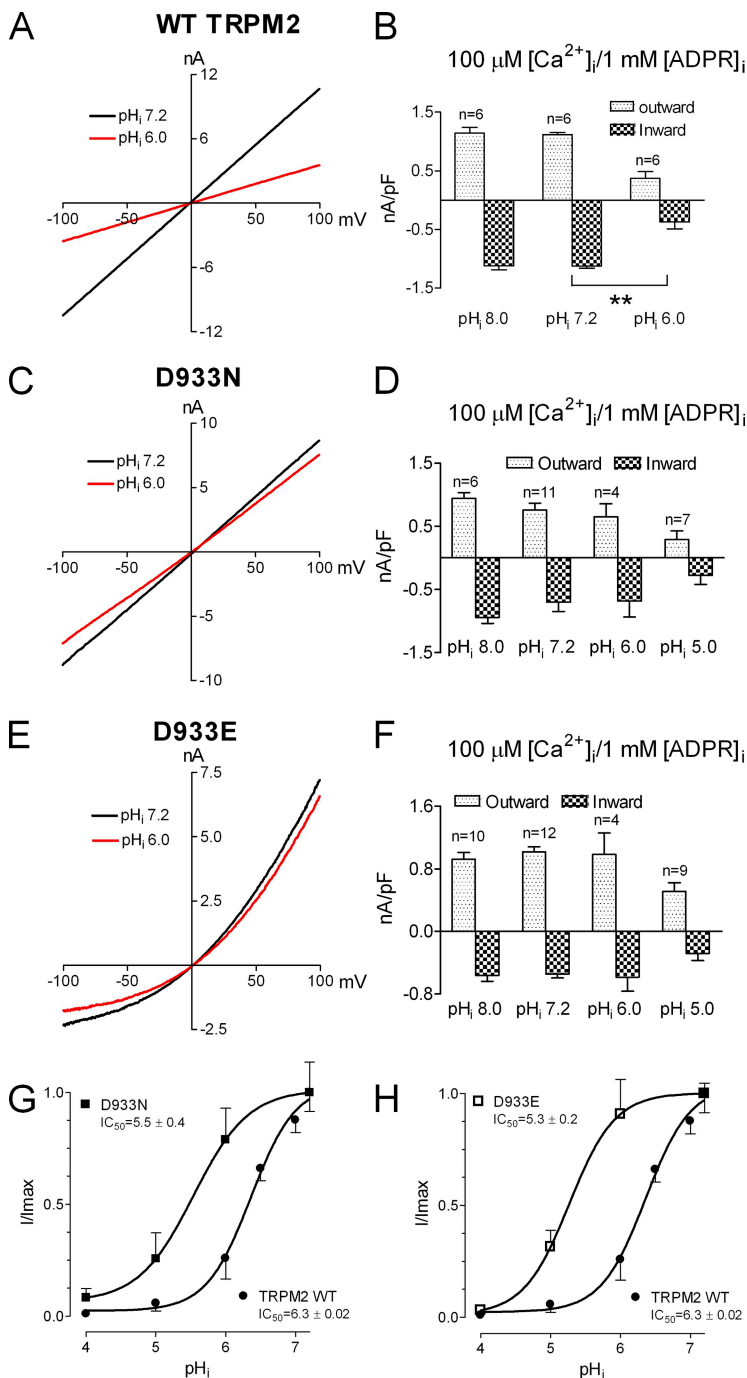 A
WT TRPM2
nA
12
6
-6
-12
-100
-50
50
100
mV
pHi 7.2
pHi 6.0
B
100 µM [Ca2+]i/1 mM [ADPR]i
outward
Inward
nA/pF
1.5
0.5
-0.5
-1.5
n=6
n=6
n=6
**
pHi 8.0
pHi 7.2
pHi 6.0
C
D933N
nA
10
5
-5
-10
-100
-50
50
100
mV
pHi 7.2
pHi 6.0
D
100 µM [Ca2+]i/1 mM [ADPR]i
Outward
Inward
nA/pF
1.5
0.5
-0.5
-1.5
n=6
n=11
n=4
n=7
pHi 8.0
pHi 7.2
pHi 6.0
pHi 5.0
E
D933E
nA
7.5
5.0
2.5
-2.5
-100
-50
50
100
mV
pHi 7.2
pHi 6.0
F
100 µM [Ca2+]i/1 mM [ADPR]i
Outward
Inward
nA/pF
1.6
0.8
0.0
-0.8
n=10
n=12
n=4
n=9
pHi 8.0
pHi 7.2
pHi 6.0
pHi 5.0
G
D933N
IC50=5.5 ± 0.4
I/Imax
1.0
0.5
0.0
TRPM2 WT
IC50=6.3 ± 0.02
4
5
6
7
pHi
H
D933E
IC50=5.3 ± 0.2
I/Imax
1.0
0.5
0.0
TRPM2 WT
IC50=6.3 ± 0.02
4
5
6
7
pHi